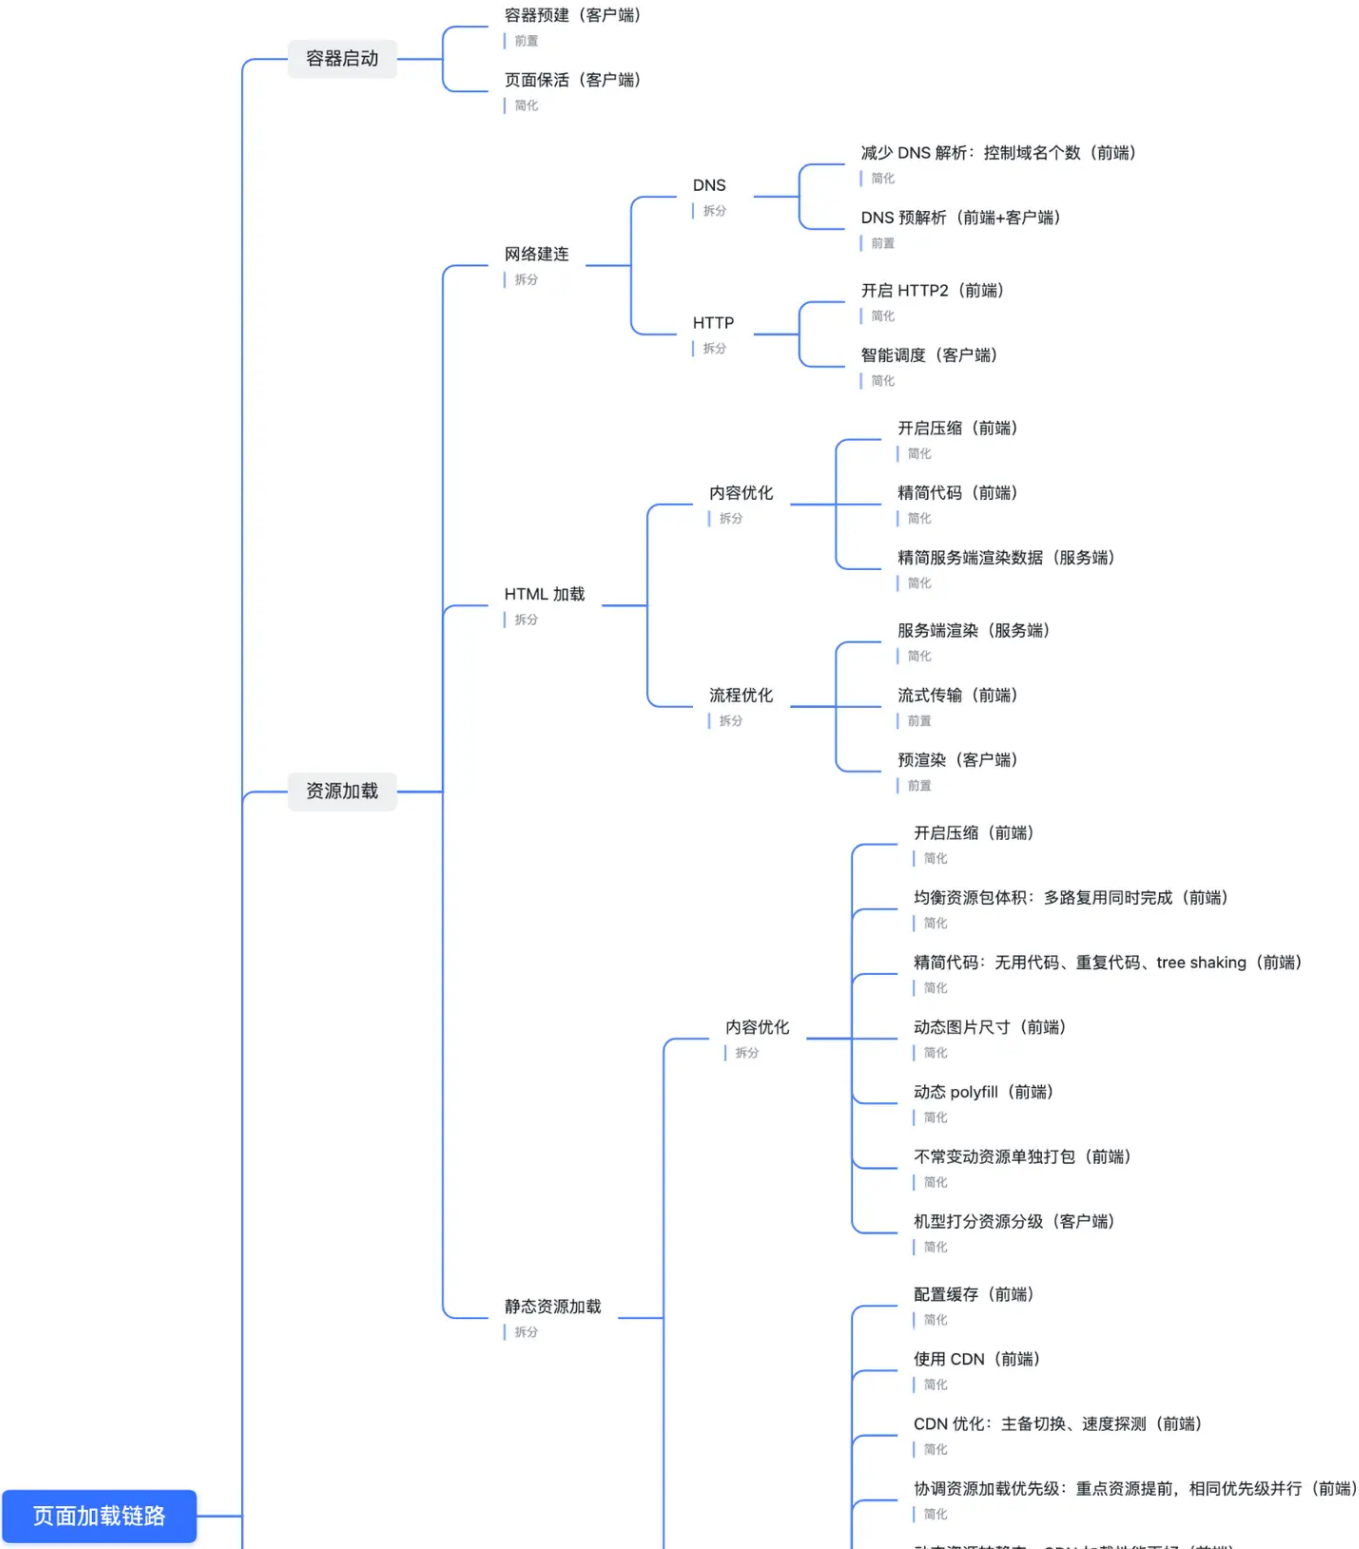 容器启动
容器预建（客户端）
前置
页面保活（客户端）
简化
资源加载
网络建连
拆分
DNS
拆分
减少 DNS 解析：控制域名个数（前端）
简化
DNS 预解析（前端+客户端）
前置
HTTP
拆分
开启 HTTP2（前端）
简化
智能调度（客户端）
简化
HTML 加载
拆分
内容优化
拆分
开启压缩（前端）
简化
精简代码（前端）
简化
精简服务端渲染数据（服务端）
简化
流程优化
拆分
服务端渲染（服务端）
简化
流式传输（前端）
前置
预渲染（客户端）
前置
静态资源加载
拆分
内容优化
拆分
开启压缩（前端）
简化
均衡资源包体积：多路复用同时完成（前端）
简化
精简代码：无用代码、重复代码、tree shaking（前端）
简化
动态图片尺寸（前端）
简化
动态 polyfill（前端）
简化
不常变动资源单独打包（前端）
简化
机型打分资源分级（客户端）
简化
配置缓存（前端）
简化
使用 CDN（前端）
简化
CDN 优化：主备切换、速度探测（前端）
简化
协调资源加载优先级：重点资源提前，相同优先级并行（前端）
简化
页面加载链路